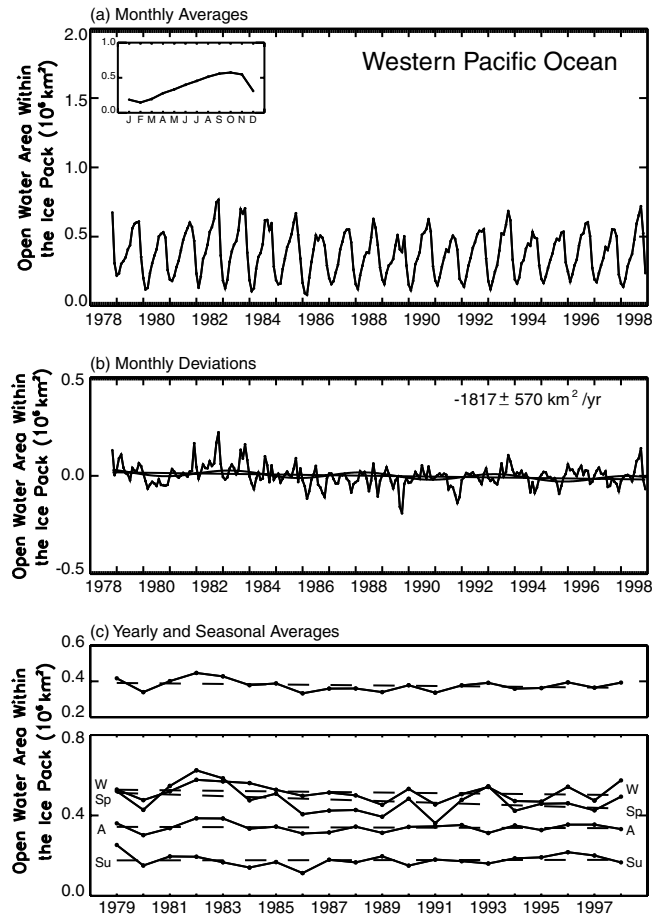 (a) Monthly Averages
Open Water Area Within
the Ice Pack (10⁶ km²)
2.0
1.5
1.0
0.5
0.0
Western Pacific Ocean
1.0
0.5
0.0
J F M A M J J A S O N D
1978 1980 1982 1984 1986 1988 1990 1992 1994 1996 1998
(b) Monthly Deviations
Open Water Area Within
the Ice Pack (10⁶ km²)
0.5
0.0
-0.5
-1817 ± 570 km² /yr
1978 1980 1982 1984 1986 1988 1990 1992 1994 1996 1998
(c) Yearly and Seasonal Averages
Open Water Area Within
the Ice Pack (10⁶ km²)
0.6
0.4
0.2
0.8
0.4
0.0
W
Sp
A
Su
W
Sp
A
Su
1979 1981 1983 1985 1987 1989 1991 1993 1995 1997